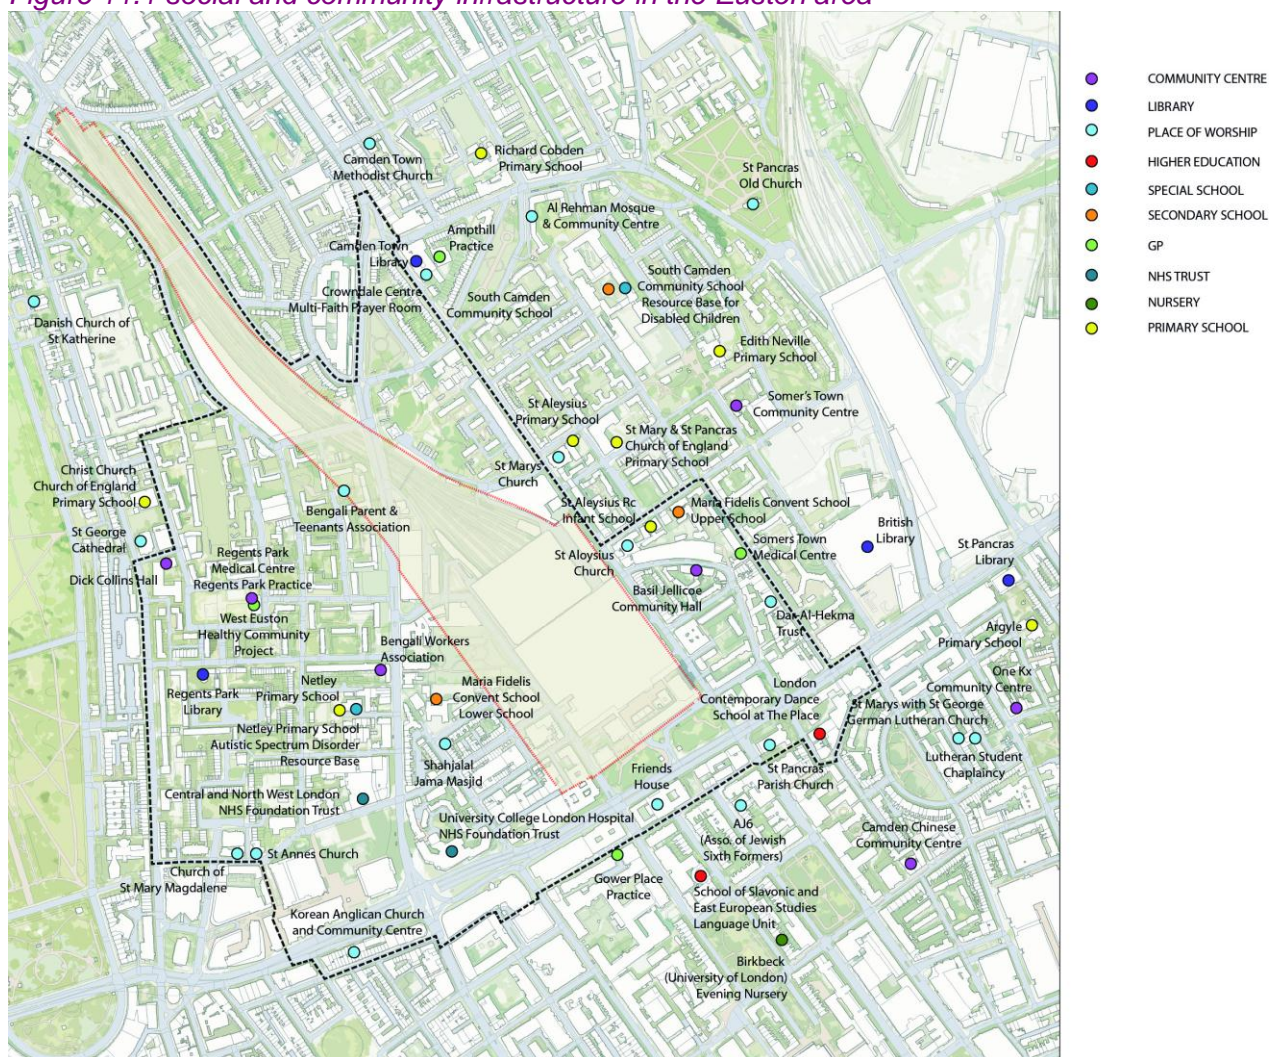 Figure 11.1 social and community infrastructure in the Euston area
COMMUNITY CENTRE
LIBRARY
PLACE OF WORSHIP
HIGHER EDUCATION
SPECIAL SCHOOL
SECONDARY SCHOOL
GP
NHS TRUST
NURSERY
PRIMARY SCHOOL
Camden Town
Methodist Church
Richard Cobden
Primary School
St Pancras
Old Church
Al Rehman Mosque
& Community Centre
Ampthill
Practice
Camden Town
Library
Crowndale Centre
Multi-Faith Prayer Room
South Camden
Community School
South Camden
Community School
Resource Base for
Disabled Children
Danish Church of
St Katherine
Edith Neville
Primary School
Somer's Town
Community Centre
St Aleysius
Primary School
St Mary & St Pancras
Church of England
Primary School
St Marys
Church
Christ Church
Church of England
Primary School
Bengali Parent &
Teenants Association
St Aleysius Rc
Infant School
Maria Fidelis Convent School
Upper School
British
Library
St George
Cathedral
St Aloysius
Church
Somers Town
Medical Centre
St Pancras
Library
Dick Collins Hall
Regents Park
Medical Centre
Regents Park Practice
Basil Jellicoe
Community Hall
Dar-Al-Hekma
Trust
West Euston
Healthy Community
Project
Argyle
Primary School
Bengali Workers
Association
Regents Park
Library
Netley
Primary School
Maria Fidelis
Convent School
Lower School
London
Contemporary Dance
School at The Place
One Kx
Community Centre
St Marys with St George
German Lutheran Church
Netley Primary School
Autistic Spectrum Disorder
Resource Base
Shahjalal
Jama Masjid
Friends
House
St Pancras
Parish Church
Lutheran Student
Chaplaincy
Central and North West London
NHS Foundation Trust
University College London Hospital
NHS Foundation Trust
AJ6
(Asso. of Jewish
Sixth Formers)
Camden Chinese
Community Centre
St Annes Church
Church of
St Mary Magdalene
Gower Place
Practice
School of Slavonic and
East European Studies
Language Unit
Korean Anglican Church
and Community Centre
Birkbeck
(University of London)
Evening Nursery